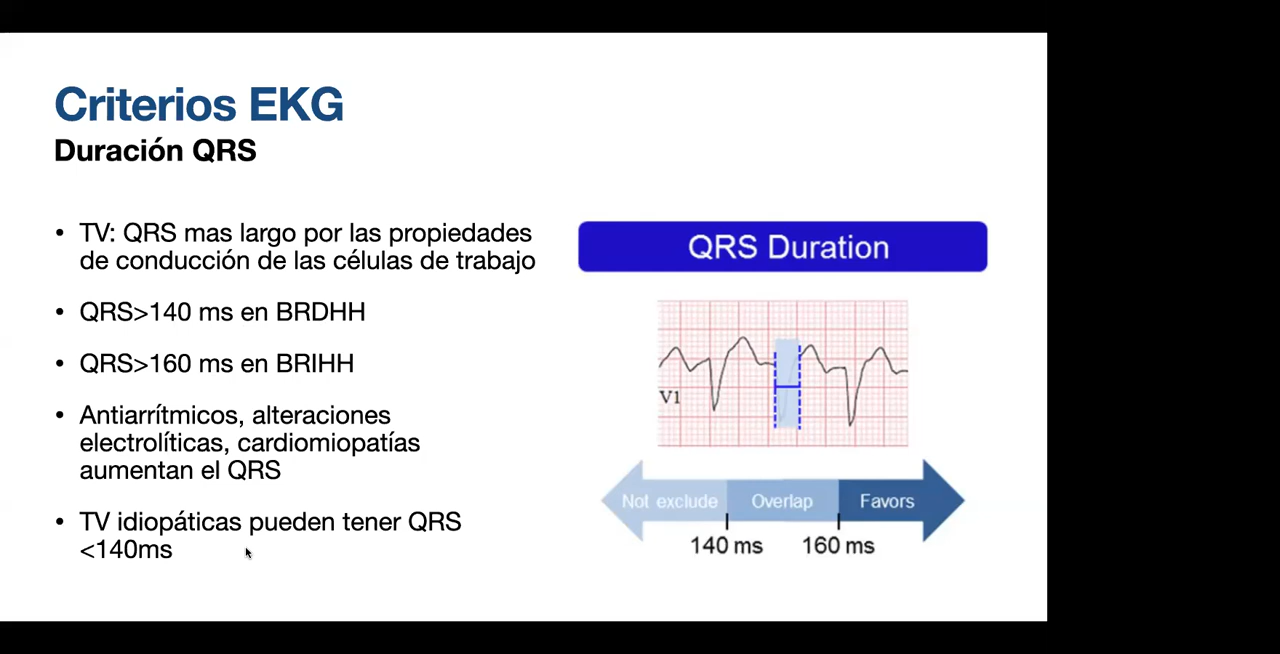 Criterios EKG
Duración QRS
• TV: QRS mas largo por las propiedades
de conducción de las células de trabajo
• QRS>140 ms en BRDHH
• QRS>160 ms en BRIHH
• Antiarrítmicos, alteraciones
electrolíticas, cardiomiopatías
aumentan el QRS
• TV idiopáticas pueden tener QRS
<140ms
QRS Duration
V1
Not exclude Overlap Favors
140 ms 160 ms